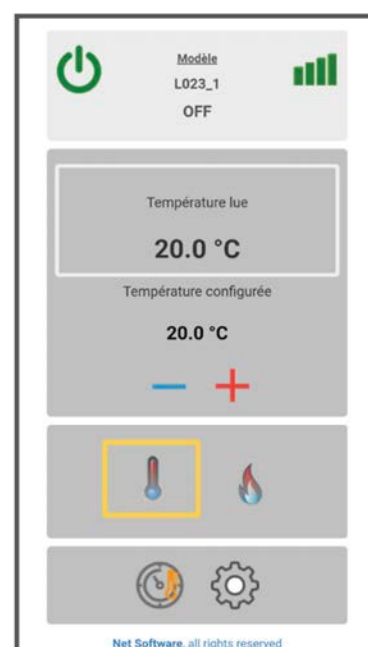 Modèle
L023_1
OFF
Température lue
20.0 °C
Température configurée
20.0 °C
Net Software, all rights reserved